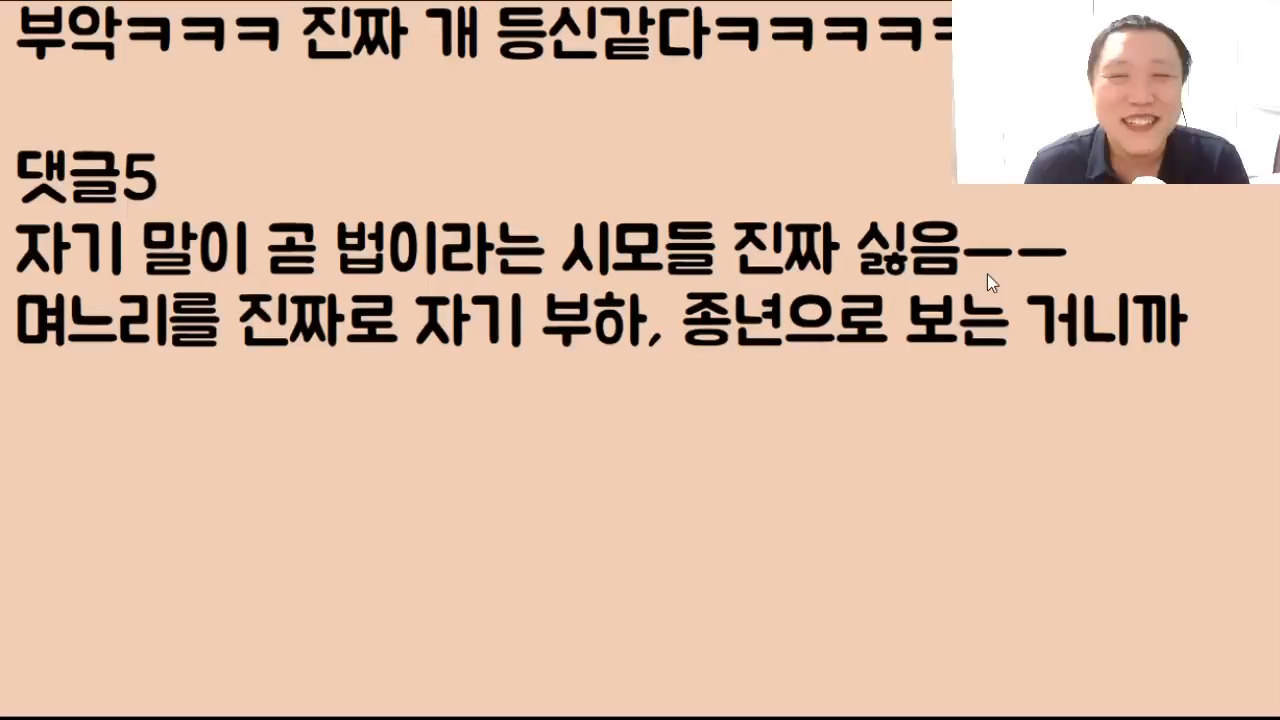 부악ㅋㅋㅋ 진짜 개 등신같다ㅋㅋㅋㅋㅋ
댓글5
자기 말이 곧 법이라는 시모들 진짜 싫음ㅡㅡ
며느리를 진짜로 자기 부하, 종년으로 보는 거니까